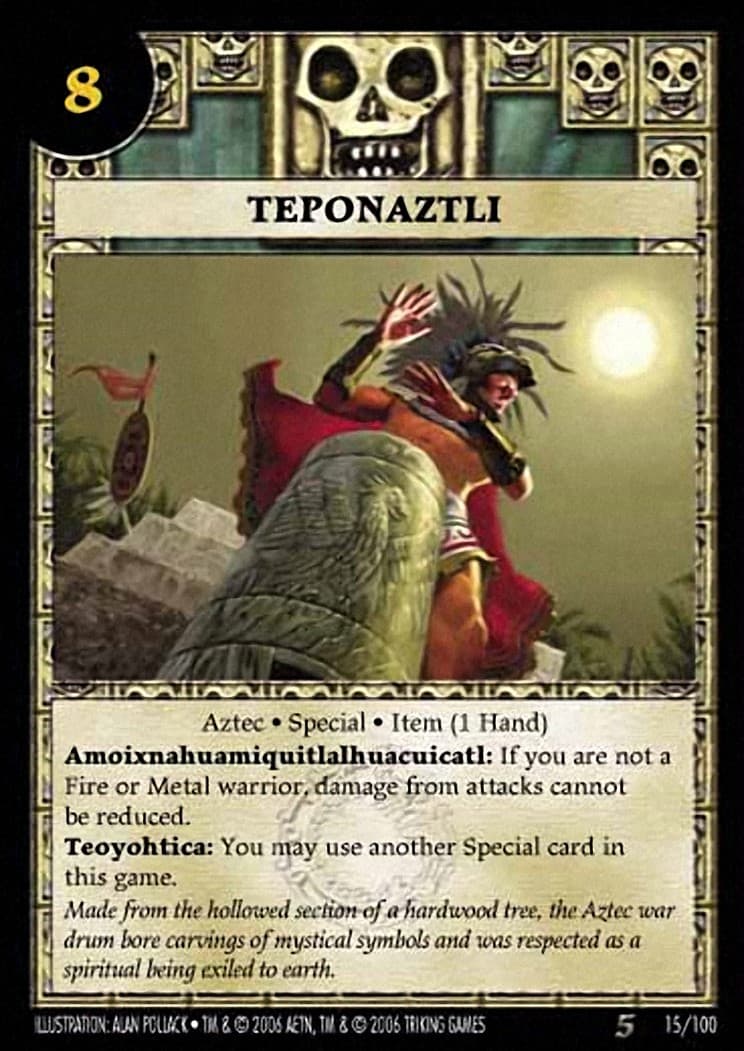 8
TEPONAZTLI
Aztec • Special • Item (1 Hand)
Amoixnahuamiquitlalhuacuicatl: If you are not a
Fire or Metal warrior, damage from attacks cannot
be reduced.
Teoyohtica: You may use another Special card in
this game.
Made from the hollowed section of a hardwood tree, the Aztec war
drum bore carvings of mystical symbols and was respected as a
spiritual being exiled to earth.
ILLUSTRATION: ALAN POLLACK • TM & © 2006 AETN, TM & © 2006 TRIKING GAMES 5 15/100